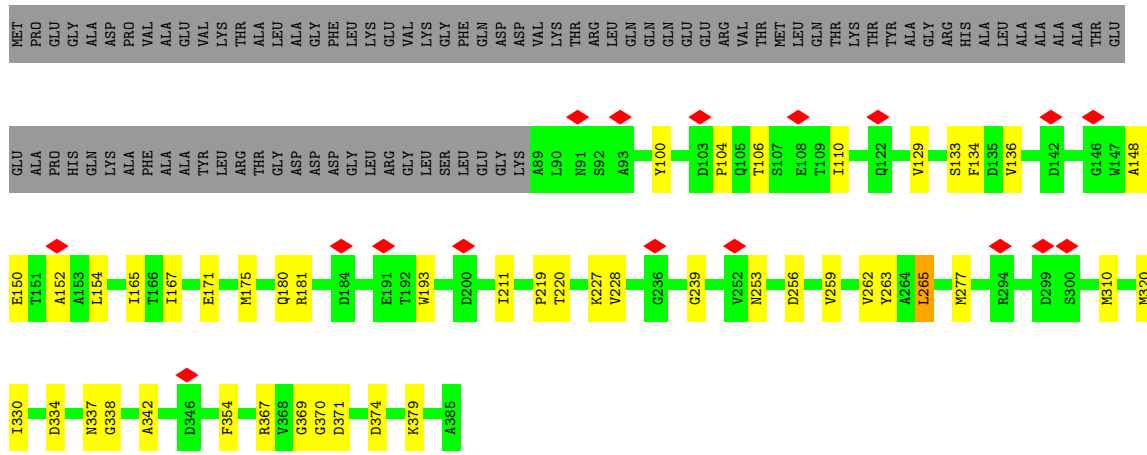 MET PRO GLU GLY ALA ASP PRO VAL ALA GLU VAL LYS THR ALA LEU ALA GLY PHE LEU LYS GLU VAL LYS GLY PHE GLN ASP ASP VAL LYS THR ARG LEU GLN GLN GLN GLU GLU ARG VAL THR MET LEU GLN THR LYS THR TYR ALA GLY ARG HIS ALA LEU ALA ALA ALA ALA THR GLU
GLU ALA PRO HIS GLN LYS ALA PHE ALA ALA TYR LEU ARG THR GLY ASP ASP ASP GLY LEU ARG GLY LEU SER LEU GLU GLY LYS A89 L90 N91 S92 A93 Y100 D103 P104 Q105 T106 S107 E108 T109 I110 Q122 V129 S133 F134 D135 V136 D142 G146 W147 A148
E150 T151 A152 A153 L154 I165 T166 I167 E171 M175 Q180 R181 D184 E191 T192 W193 D200 I211 P219 T220 K227 V228 G236 G239 V252 N253 D256 V259 V262 Y263 A264 L265 M277 R294 D299 S300 M310 M320
I330 D334 N337 G338 A342 D346 F354 R367 V368 G369 G370 D371 D374 K379 A385